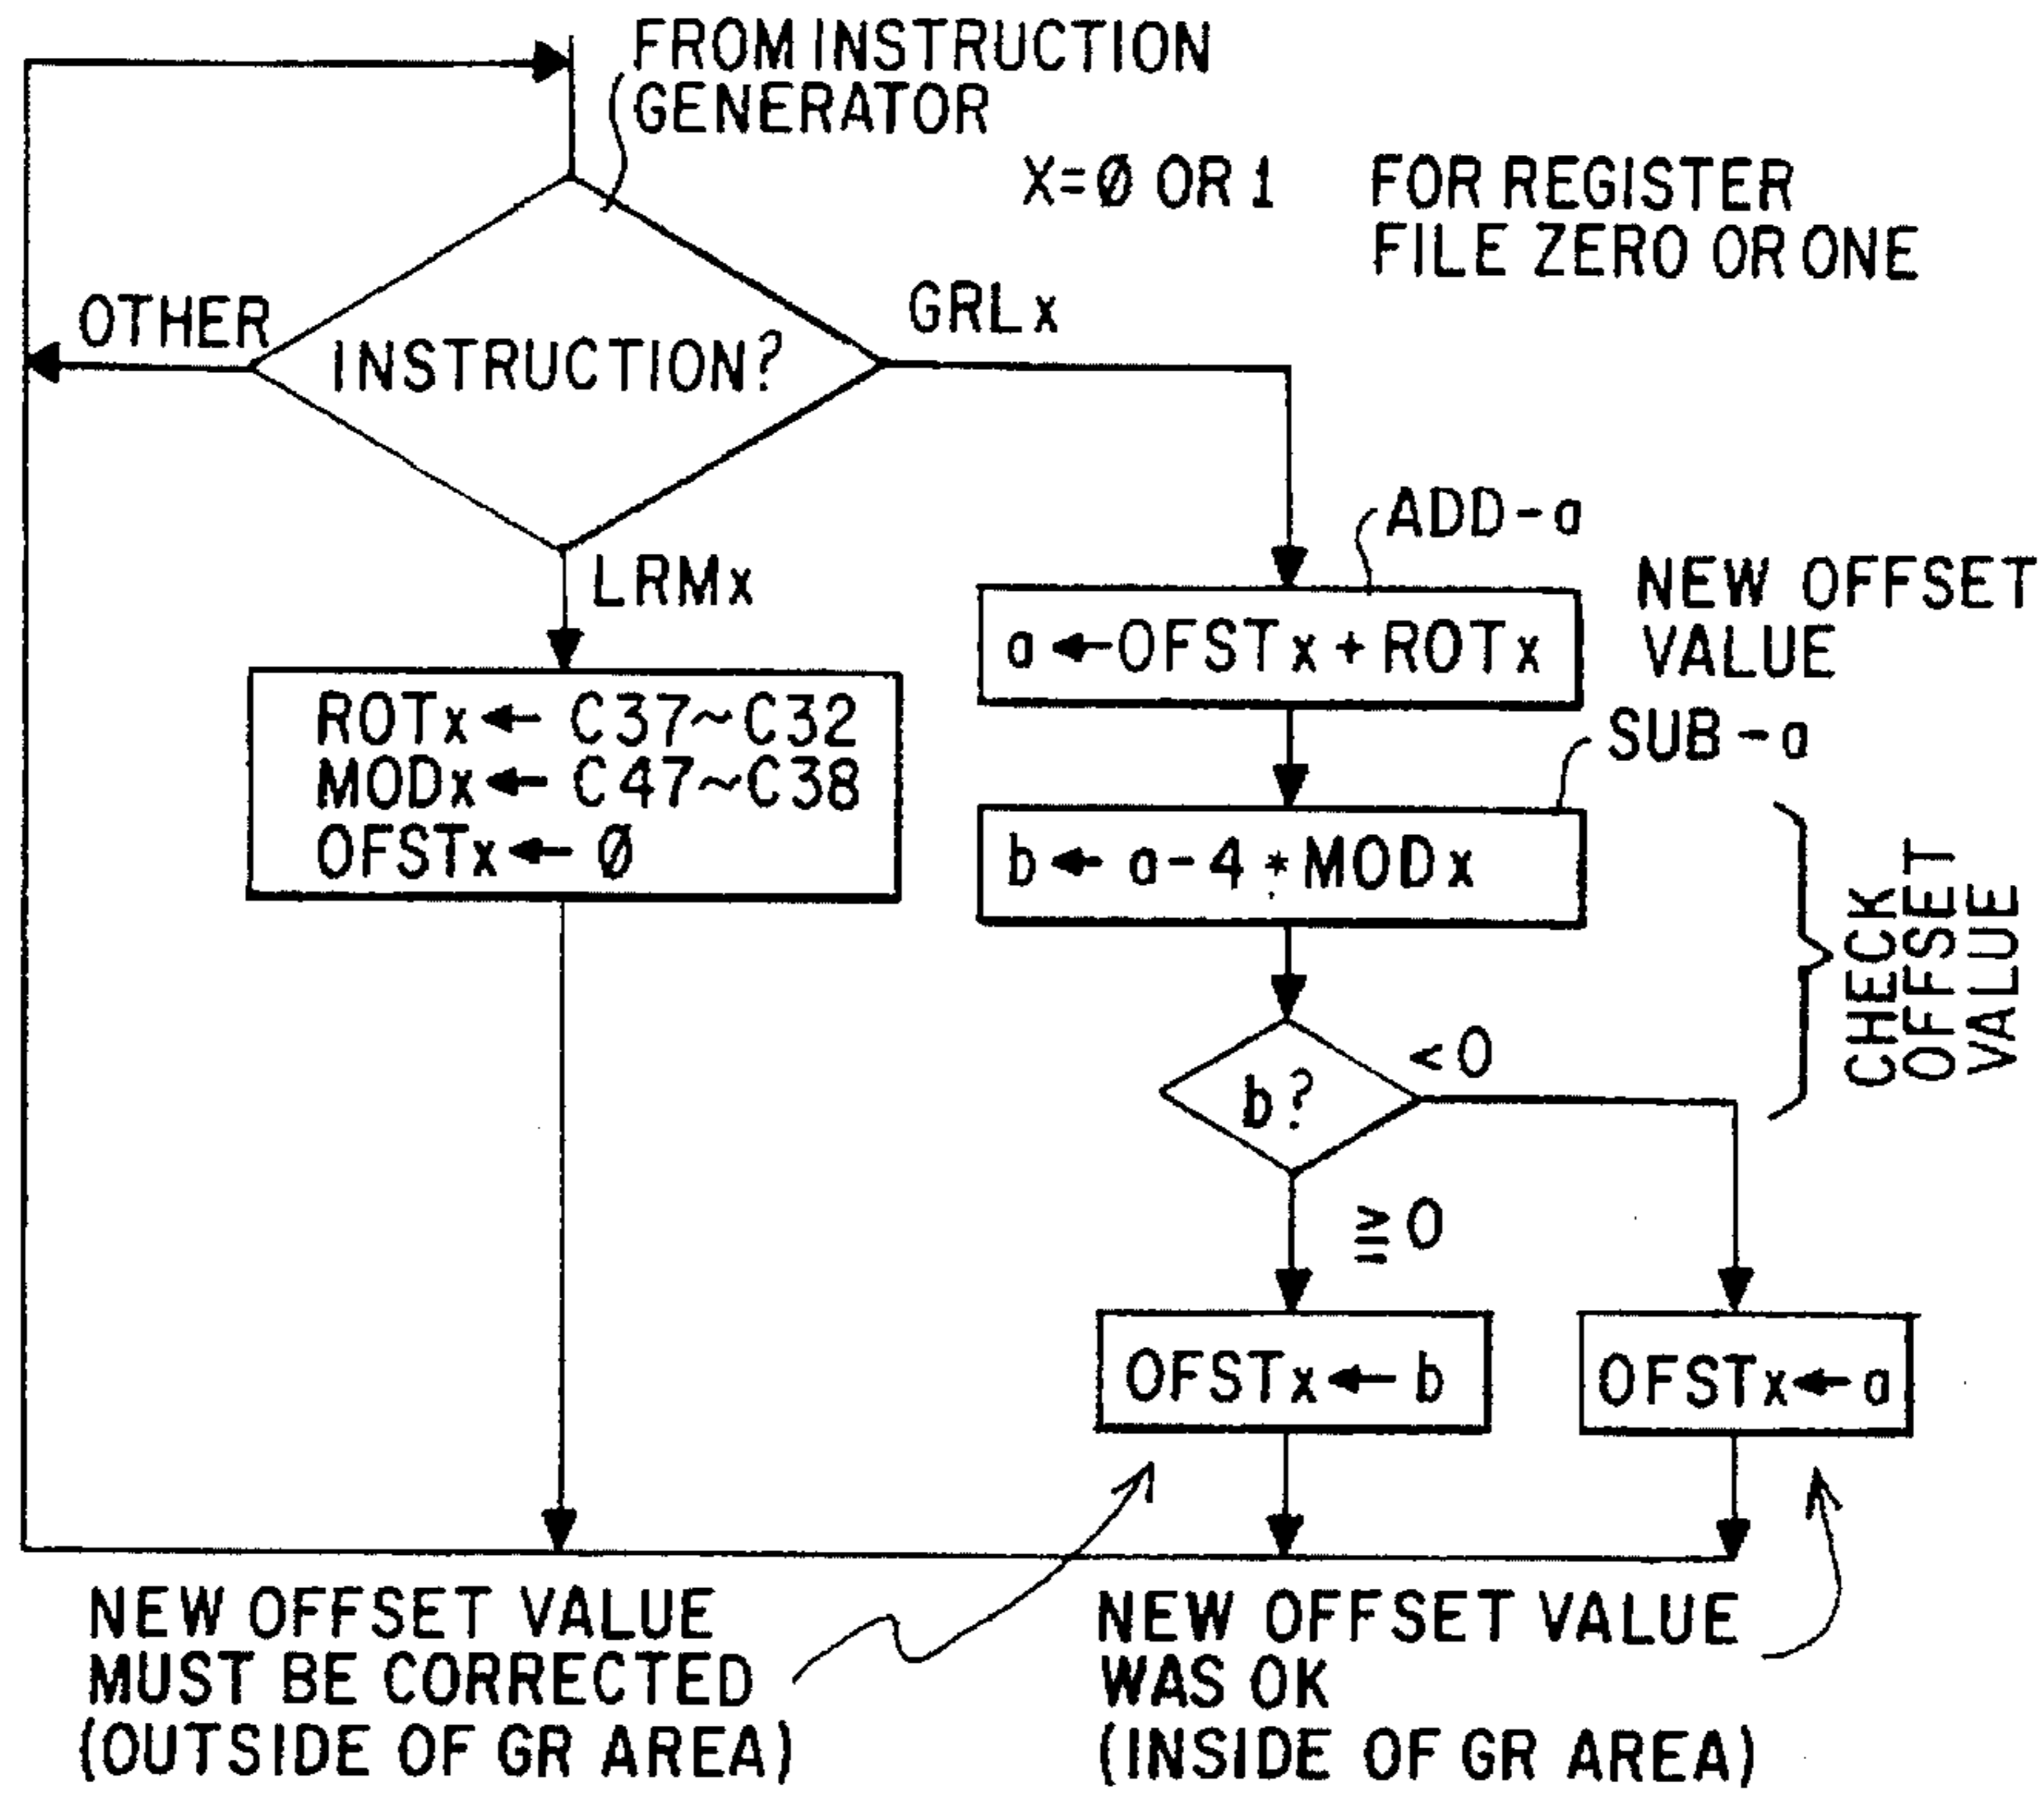 FROM INSTRUCTION
GENERATOR
X=Ø OR 1 FOR REGISTER
FILE ZERO OR ONE
OTHER
INSTRUCTION?
GRLx
LRMx
ADD-a
a←OFSTx+ROTx
NEW OFFSET
VALUE
ROTx← C37~C32
MODx← C47~C38
OFSTx← Ø
SUB-a
b← a-4*MODx
CHECK
OFFSET
VALUE
b?
<0
≧0
OFSTx←b
OFSTx←a
NEW OFFSET VALUE
MUST BE CORRECTED
(OUTSIDE OF GR AREA)
NEW OFFSET VALUE
WAS OK
(INSIDE OF GR AREA)